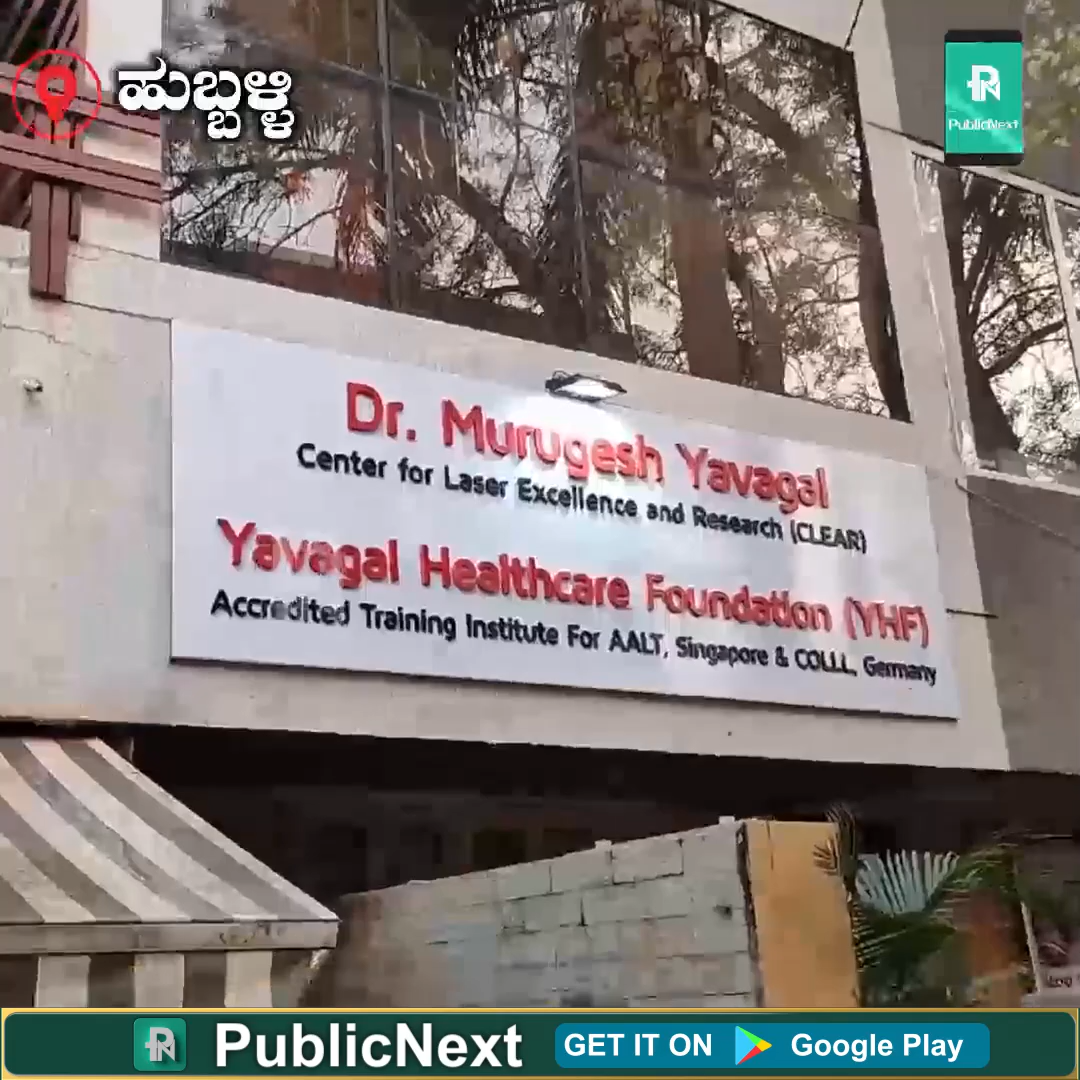 ಹುಬ್ಬಳ್ಳಿ
PublicNext
Dr. Murugesh Yavagal
Center for Laser Excellence and Research (CLEAR)
Yavagal Healthcare Foundation (YHF)
Accredited Training Institute For AALT, Singapore & COLLL, Germany
PublicNext GET IT ON Google Play